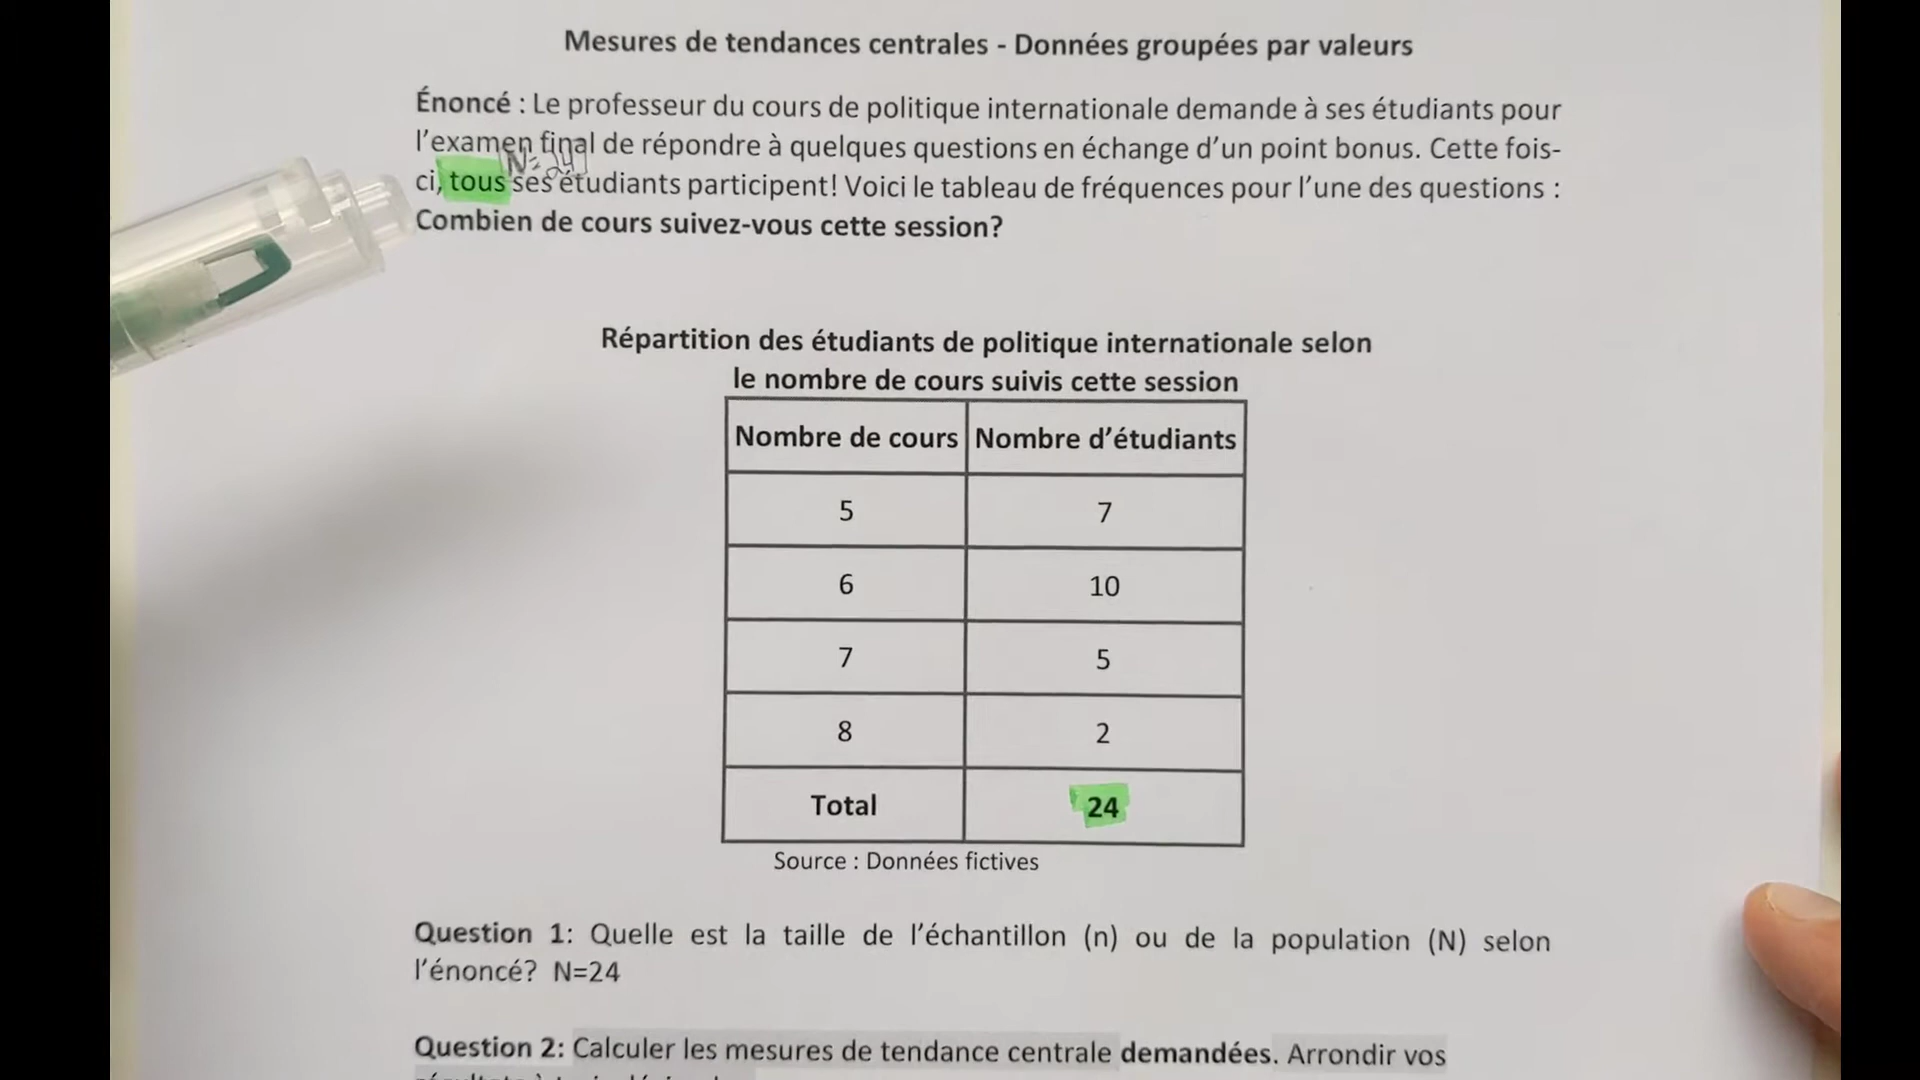 Mesures de tendances centrales - Données groupées par valeurs
Énoncé : Le professeur du cours de politique internationale demande à ses étudiants pour
l'examen final de répondre à quelques questions en échange d'un point bonus. Cette fois-
N=24
ci, tous ses étudiants participent! Voici le tableau de fréquences pour l'une des questions :
Combien de cours suivez-vous cette session?
Répartition des étudiants de politique internationale selon
le nombre de cours suivis cette session
Nombre de cours Nombre d'étudiants
5 7
6 10
7 5
8 2
Total 24
Source : Données fictives
Question 1: Quelle est la taille de l'échantillon (n) ou de la population (N) selon
l'énoncé? N=24
Question 2: Calculer les mesures de tendance centrale demandées. Arrondir vos